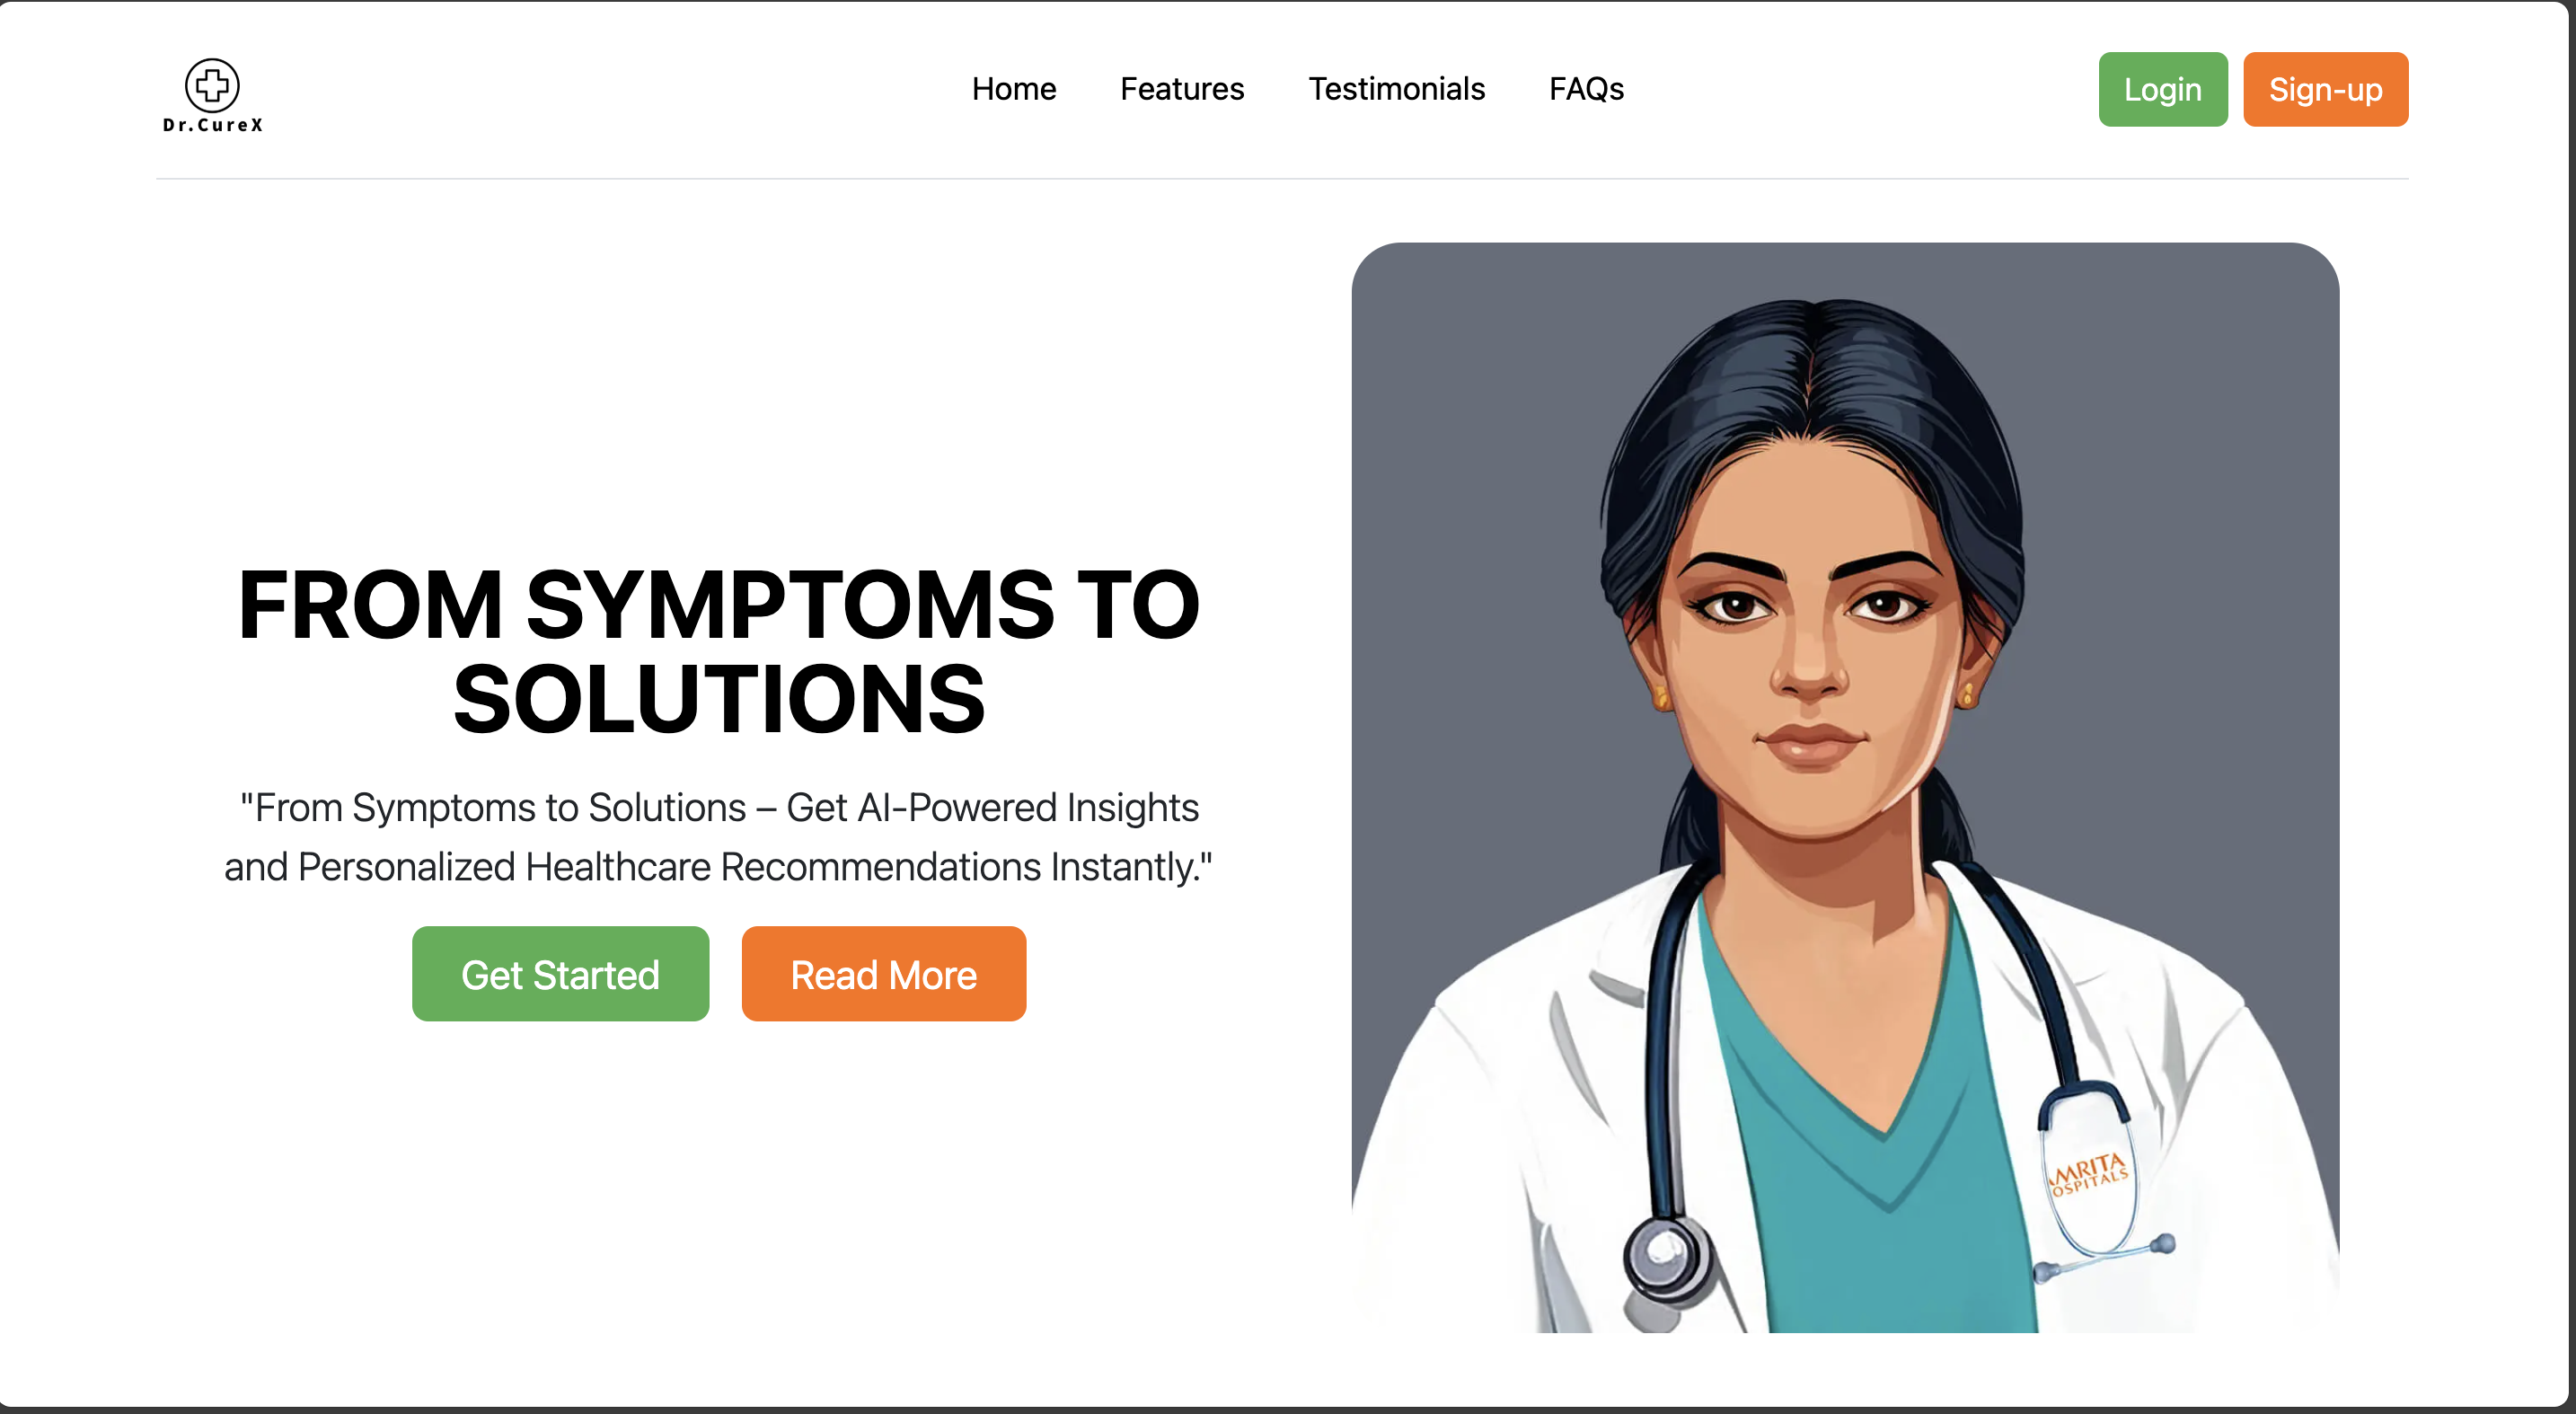 Dr.CureX
Home
Features
Testimonials
FAQs
Login
Sign-up
FROM SYMPTOMS TO
SOLUTIONS
"From Symptoms to Solutions – Get AI-Powered Insights
and Personalized Healthcare Recommendations Instantly."
Get Started
Read More
AMRITA
OSPITALS